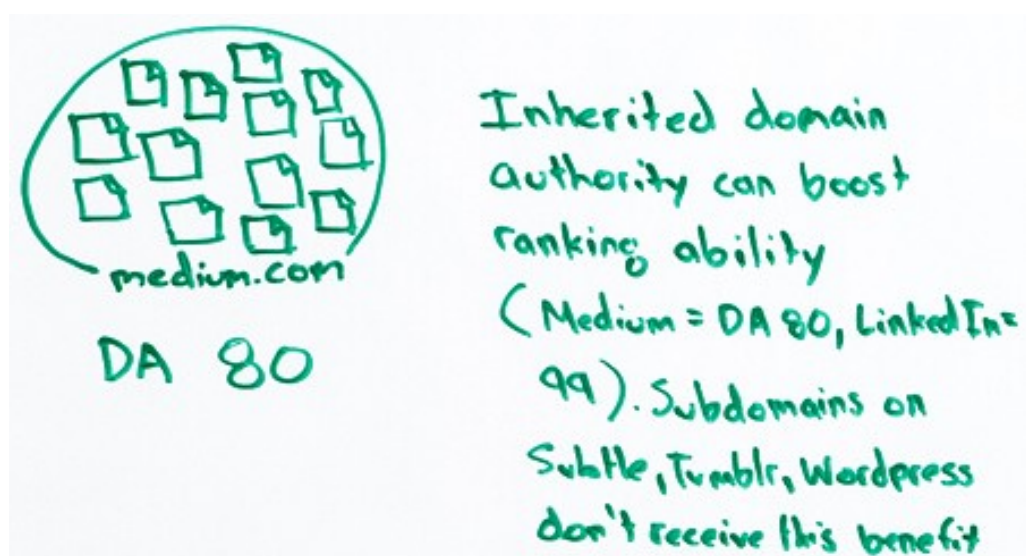 medium.com
DA 80
Inherited domain
authority can boost
ranking ability
(Medium = DA 80, LinkedIn =
99). Subdomains on
Subtle, Tumblr, Wordpress
don't receive this benefit